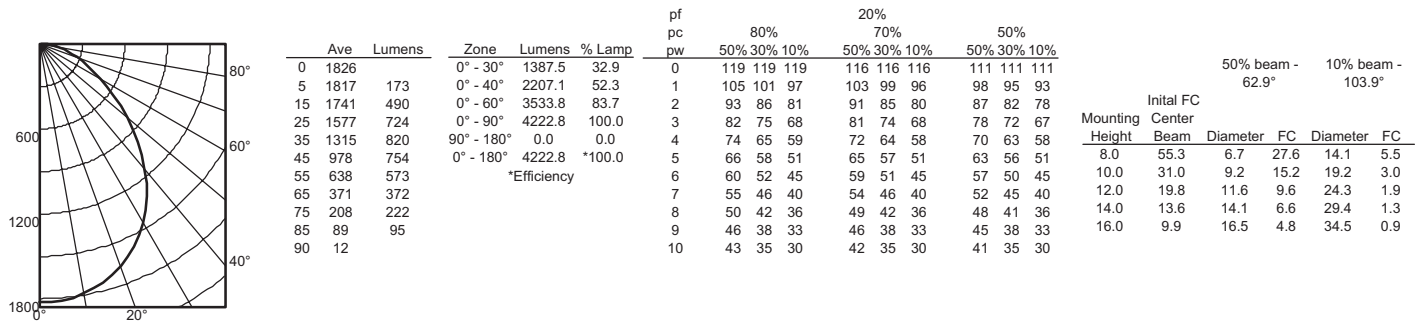 600
1200
1800
0°
20°
40°
60°
80°
Ave Lumens
0 1826
5 1817 173
15 1741 490
25 1577 724
35 1315 820
45 978 754
55 638 573
65 371 372
75 208 222
85 89 95
90 12
Zone Lumens % Lamp
0° - 30° 1387.5 32.9
0° - 40° 2207.1 52.3
0° - 60° 3533.8 83.7
0° - 90° 4222.8 100.0
90° - 180° 0.0 0.0
0° - 180° 4222.8 *100.0
*Efficiency
pf 20%
pc 80% 70% 50%
pw 50% 30% 10% 50% 30% 10% 50% 30% 10%
0 119 119 119 116 116 116 111 111 111
1 105 101 97 103 99 96 98 95 93
2 93 86 81 91 85 80 87 82 78
3 82 75 68 81 74 68 78 72 67
4 74 65 59 72 64 58 70 63 58
5 66 58 51 65 57 51 63 56 51
6 60 52 45 59 51 45 57 50 45
7 55 46 40 54 46 40 52 45 40
8 50 42 36 49 42 36 48 41 36
9 46 38 33 46 38 33 45 38 33
10 43 35 30 42 35 30 41 35 30
50% beam - 10% beam -
62.9° 103.9°
Inital FC
Mounting Center
Height Beam Diameter FC Diameter FC
8.0 55.3 6.7 27.6 14.1 5.5
10.0 31.0 9.2 15.2 19.2 3.0
12.0 19.8 11.6 9.6 24.3 1.9
14.0 13.6 14.1 6.6 29.4 1.3
16.0 9.9 16.5 4.8 34.5 0.9